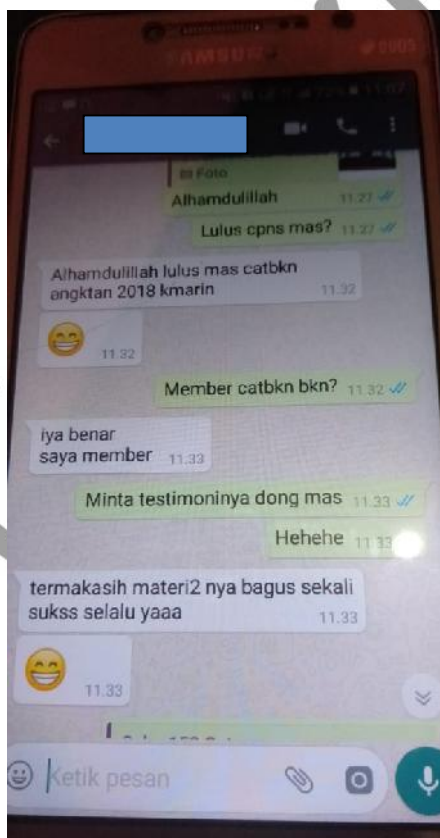 SAMSUNG
Foto
Alhamdulillah 11.27
Lulus cpns mas? 11.27
Alhamdulillah lulus mas catbkn
angktan 2018 kmarin 11.32
11.32
Member catbkn bkn? 11.32
iya benar
saya member 11.33
Minta testimoninya dong mas 11.33
Hehehe 11.33
termakasih materi2 nya bagus sekali
sukss selalu yaaa 11.33
11.33
Ketik pesan